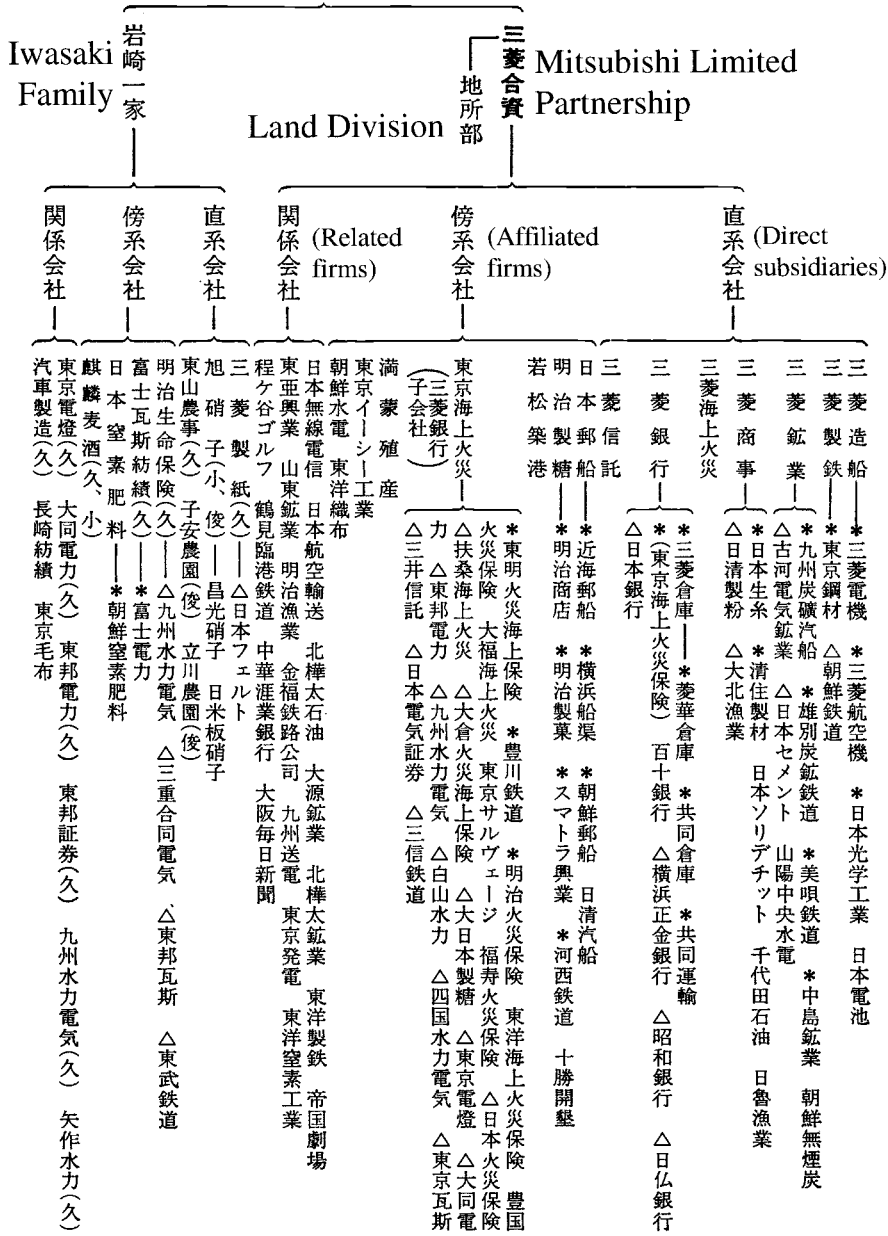 三菱合資
Mitsubishi Limited
Partnership
地所部
Land Division
岩崎一家
Iwasaki
Family
直系会社
(Direct
subsidiaries)
傍系会社
(Affiliated
firms)
関係会社
(Related
firms)
直系会社
傍系会社
関係会社
三菱造船 *三菱電機 *三菱航空機 *日本光学工業 日本電池
三菱製鉄 *東京鋼材 △朝鮮鉄道
三菱鉱業 *九州炭礦汽船 *雄別炭鉱鉄道 *美唄鉄道 *中島鉱業 朝鮮無煙炭
△古河電気鉱業 △日本セメント 山陽中央水電
三菱商事 *日本生糸 *清住製材 日本ソリデチット 千代田石油 日魯漁業
△日清製粉 △大北漁業
三菱海上火災
三菱銀行 *三菱倉庫 *菱華倉庫 *共同倉庫 *共同運輸
*(東京海上火災保険) 百十銀行 △横浜正金銀行 △昭和銀行 △日仏銀行
△日本銀行
三菱信託
日本郵船 *近海郵船 *横浜船渠 *朝鮮郵船 日清汽船
明治製糖 *明治商店 *明治製菓 *スマトラ興業 *河西鉄道 十勝開墾
若松築港
東京海上火災
(三菱銀行
子会社)
*東明火災海上保険 *豊川鉄道 *明治火災保険 東洋海上火災保険 豊国
火災保険 大福海上火災 東京サルヴェージ 福寿火災保険 △日本火災保険
△扶桑海上火災 △大倉火災海上保険 △大日本製糖 △東京電燈 △大同電
力 △東邦電力 △九州水力電気 △白山水力 △四国水力電気 △東京瓦斯
△三井信託 △日本電気証券 △三信鉄道
満蒙殖産
東京イーシー工業
朝鮮水電 東洋織布
日本無線電信 日本航空輸送 北樺太石油 大源鉱業 北樺太鉱業 東洋製鉄 帝国劇場
東亜興業 山東鉱業 明治漁業 金福鉄路公司 九州送電 東京発電 東洋窒素工業
程ケ谷ゴルフ 鶴見臨港鉄道 中華滙業銀行 大阪毎日新聞
三菱製紙(久) △日本フェルト
旭硝子(小、俊) 昌光硝子 日米板硝子
東山農事(久) 子安農園(俊) 立川農園(俊)
明治生命保険(久) △九州水力電気 △三重合同電気 △東邦瓦斯 △東武鉄道
富士瓦斯紡績(久) *富士電力
日本窒素肥料 *朝鮮窒素肥料
麒麟麦酒(久、小)
東京電燈(久) 大同電力(久) 東邦電力(久) 東邦証券(久) 九州水力電気(久) 矢作水力(久)
汽車製造(久) 長崎紡績 東京毛布